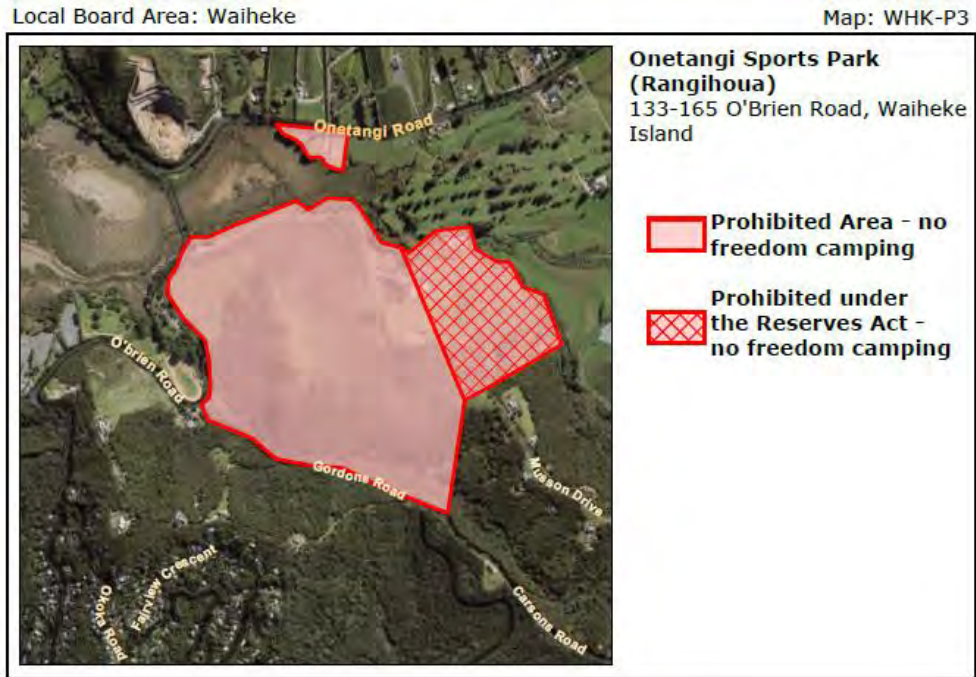 Local Board Area: Waiheke
Map: WHK-P3
Onetangi Sports Park
(Rangihoua)
133-165 O'Brien Road, Waiheke
Island
Prohibited Area - no
freedom camping
Prohibited under
the Reserves Act -
no freedom camping
Onetangi Road
O'brien Road
Gordons Road
Musson Drive
Fairview Crescent
Okoka Road
Carsons Road